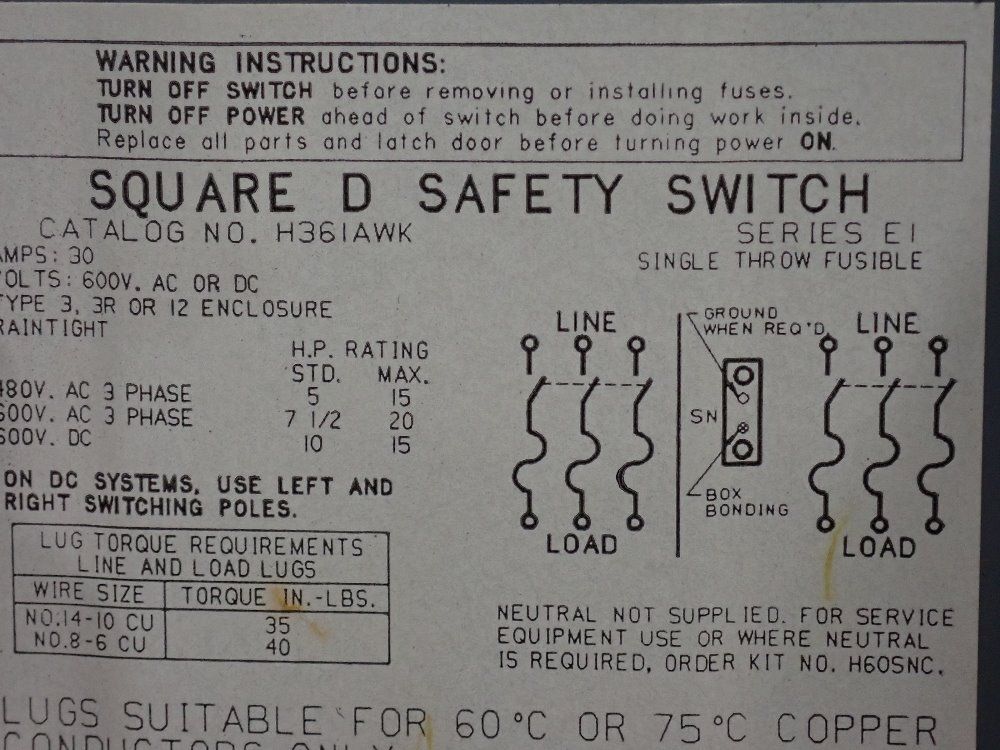 WARNING INSTRUCTIONS:
TURN OFF SWITCH before removing or installing fuses.
TURN OFF POWER ahead of switch before doing work inside.
Replace all parts and latch door before turning power ON.
SQUARE D SAFETY SWITCH
CATALOG NO. H361AWK
SERIES E1
AMPS: 30
SINGLE THROW FUSIBLE
VOLTS: 600V. AC OR DC
TYPE 3, 3R OR 12 ENCLOSURE
RAINTIGHT
H.P. RATING
STD. MAX.
480V. AC 3 PHASE 5 15
600V. AC 3 PHASE 7 1/2 20
600V. DC 10 15
ON DC SYSTEMS, USE LEFT AND
RIGHT SWITCHING POLES.
LUG TORQUE REQUIREMENTS
LINE AND LOAD LUGS
WIRE SIZE TORQUE IN.-LBS.
NO.14-10 CU 35
NO.8-6 CU 40
LINE
GROUND
WHEN REQ'D.
LINE
SN
BOX
BONDING
LOAD
LOAD
NEUTRAL NOT SUPPLIED. FOR SERVICE
EQUIPMENT USE OR WHERE NEUTRAL
IS REQUIRED, ORDER KIT NO. H60SNC.
LUGS SUITABLE FOR 60°C OR 75°C COPPER
CONDUCTORS ONLY